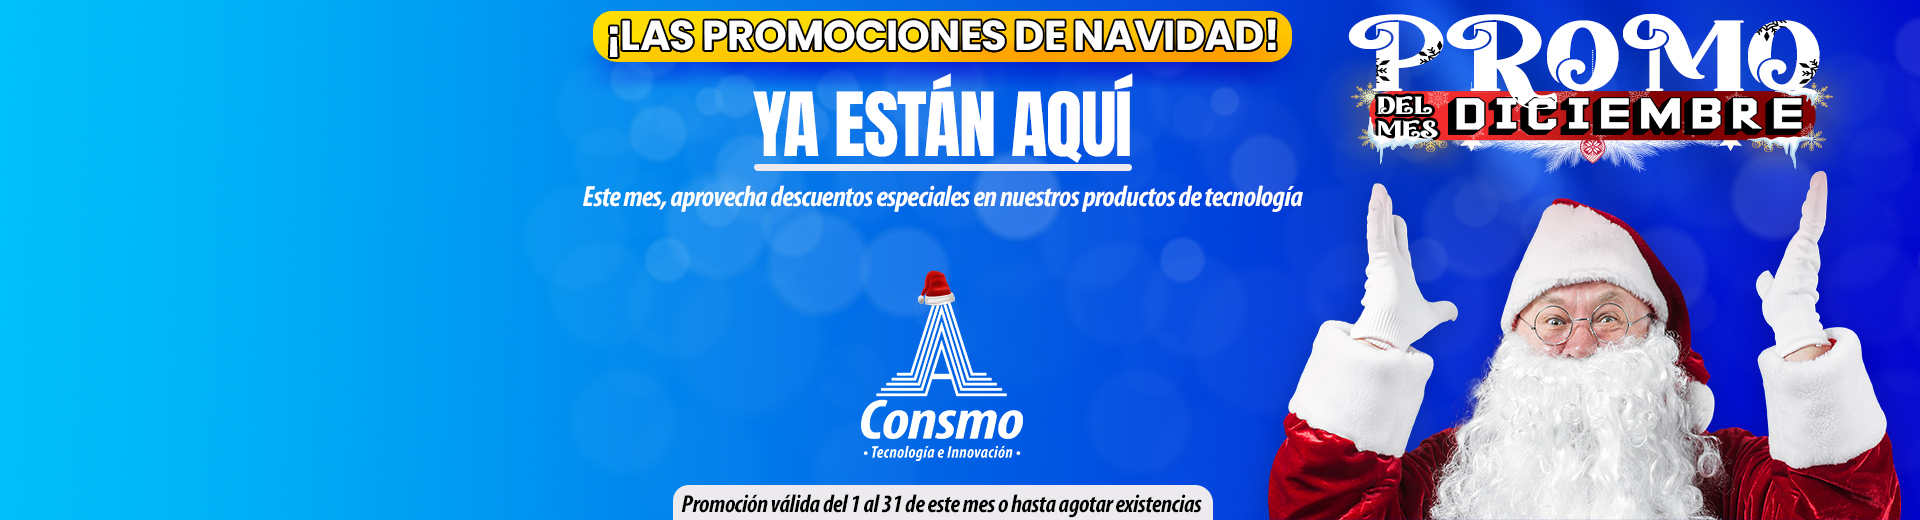 ¡LAS PROMOCIONES DE NAVIDAD!
YA ESTÁN AQUÍ
Este mes, aprovecha descuentos especiales en nuestros productos de tecnología
PROMO
DEL MES DICIEMBRE
Consmo
• Tecnología e Innovación •
Promoción válida del 1 al 31 de este mes o hasta agotar existencias